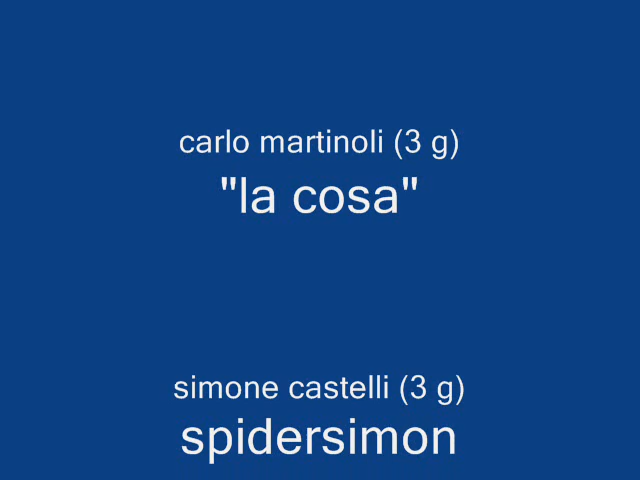 carlo martinoli (3 g)
"la cosa"
simone castelli (3 g)
spidersimon